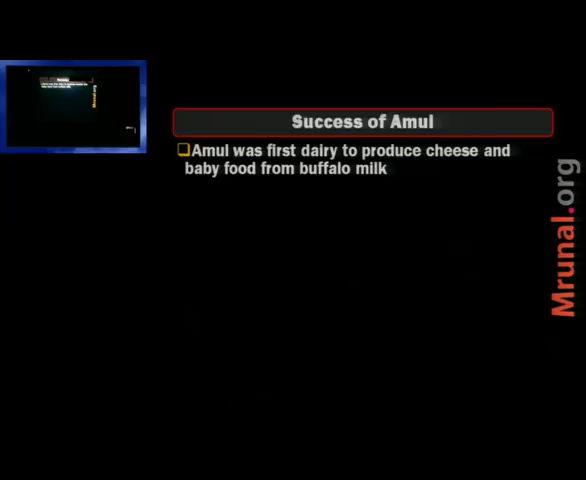 Success of Amul
❑Amul was first dairy to produce cheese and
baby food from buffalo milk
Mrunal.org